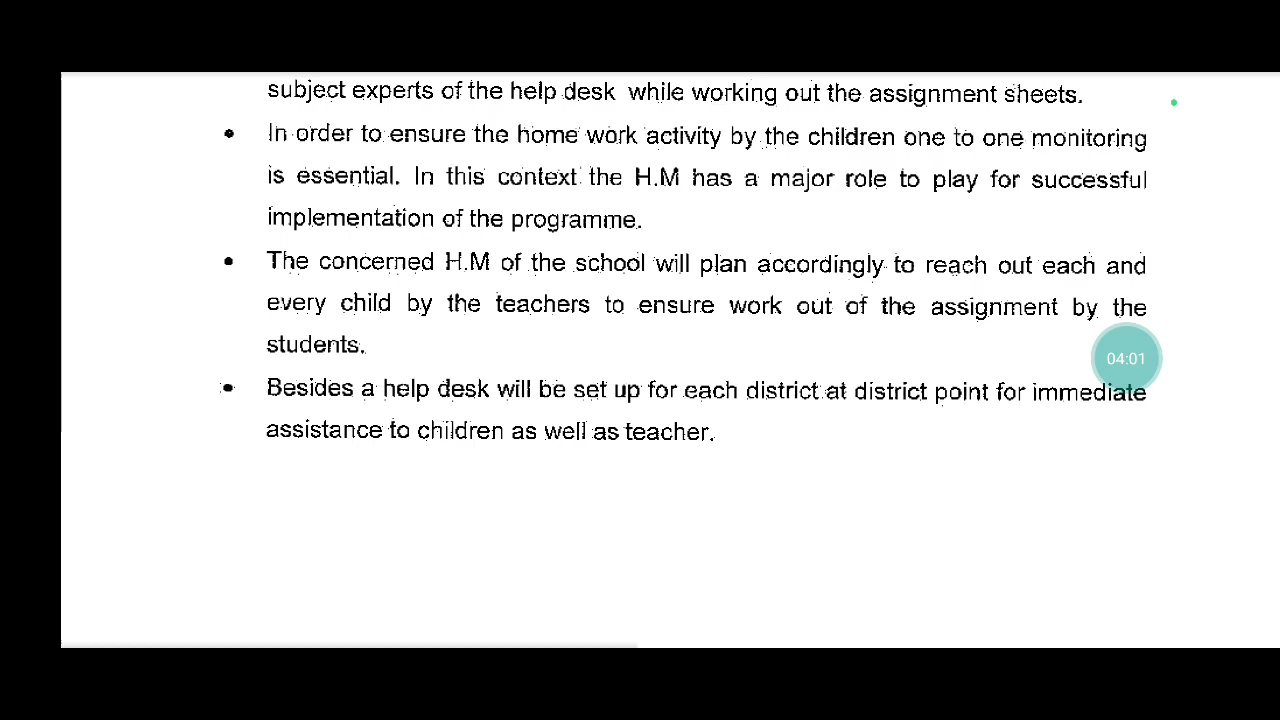 subject experts of the help desk while working out the assignment sheets.
• In order to ensure the home work activity by the children one to one monitoring
is essential. In this context the H.M has a major role to play for successful
implementation of the programme.
• The concerned H.M of the school will plan accordingly to reach out each and
every child by the teachers to ensure work out of the assignment by the
students.
04:01
• Besides a help desk will be set up for each district at district point for immediate
assistance to children as well as teacher.